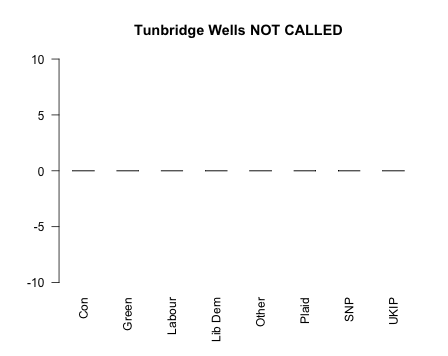 Tunbridge Wells NOT CALLED
10
5
0
-5
-10
Con
Green
Labour
Lib Dem
Other
Plaid
SNP
UKIP